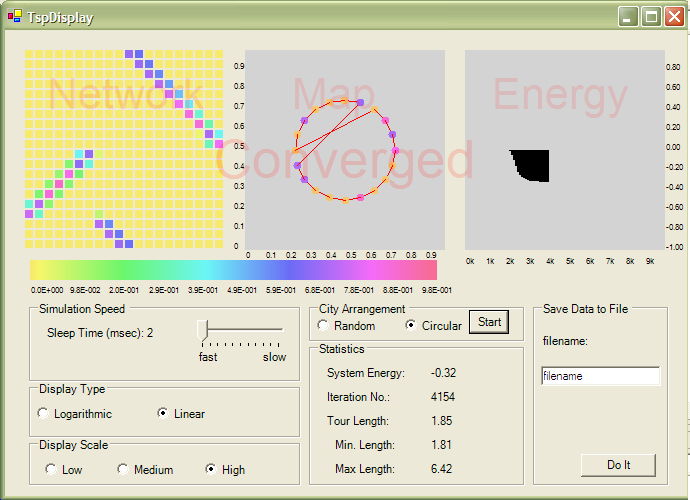 TspDisplay
Network
Map
Energy
Converged
0.9
0.8
0.7
0.6
0.5
0.4
0.3
0.2
0.1
0
0 0.1 0.2 0.3 0.4 0.5 0.6 0.7 0.8 0.9
0.80
0.60
0.40
0.20
0.00
-0.20
-0.40
-0.60
-0.80
-1.00
0k 1k 2k 3k 4k 5k 6k 7k 8k 9k
0.0E+000 9.8E-002 2.0E-001 2.9E-001 3.9E-001 4.9E-001 5.9E-001 6.9E-001 7.8E-001 8.8E-001 9.8E-001
Simulation Speed
Sleep Time (msec): 2
fast slow
Display Type
Logarithmic Linear
Display Scale
Low Medium High
City Arrangement
Random Circular Start
Statistics
System Energy: -0.32
Iteration No.: 4154
Tour Length: 1.85
Min. Length: 1.81
Max Length: 6.42
Save Data to File
filename:
filename
Do It